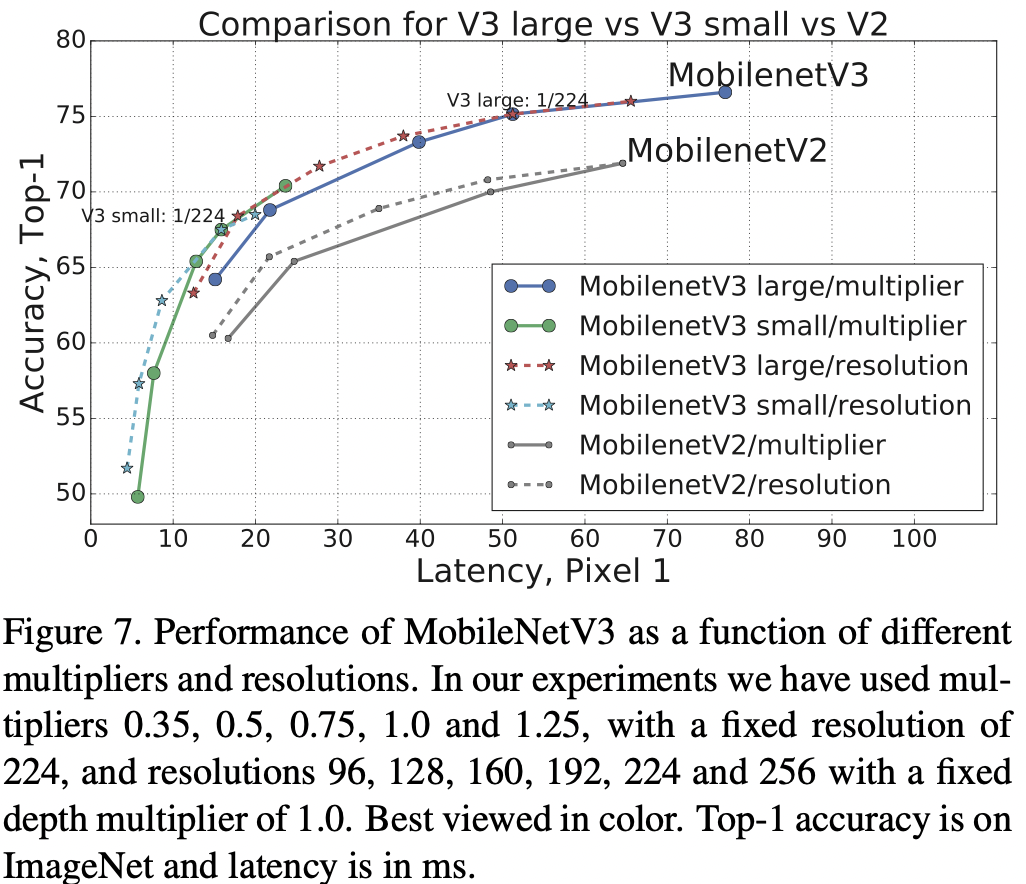 Comparison for V3 large vs V3 small vs V2
80
75
70
65
60
55
50
Accuracy, Top-1
MobilenetV3
V3 large: 1/224
MobilenetV2
V3 small: 1/224
MobilenetV3 large/multiplier
MobilenetV3 small/multiplier
MobilenetV3 large/resolution
MobilenetV3 small/resolution
MobilenetV2/multiplier
MobilenetV2/resolution
0 10 20 30 40 50 60 70 80 90 100
Latency, Pixel 1
Figure 7. Performance of MobileNetV3 as a function of different
multipliers and resolutions. In our experiments we have used mul-
tipliers 0.35, 0.5, 0.75, 1.0 and 1.25, with a fixed resolution of
224, and resolutions 96, 128, 160, 192, 224 and 256 with a fixed
depth multiplier of 1.0. Best viewed in color. Top-1 accuracy is on
ImageNet and latency is in ms.